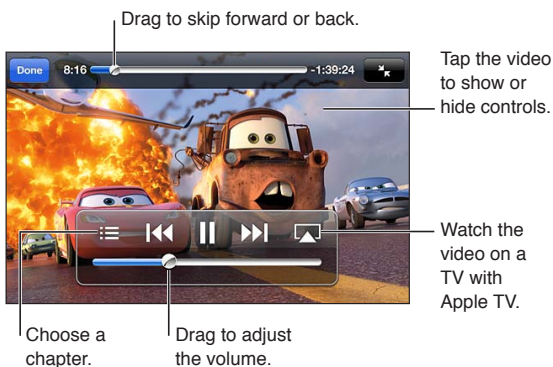 Drag to skip forward or back.
Done 8:16 -1:39:24
Tap the video
to show or
hide controls.
Watch the
video on a
TV with
Apple TV.
Choose a
chapter.
Drag to adjust
the volume.